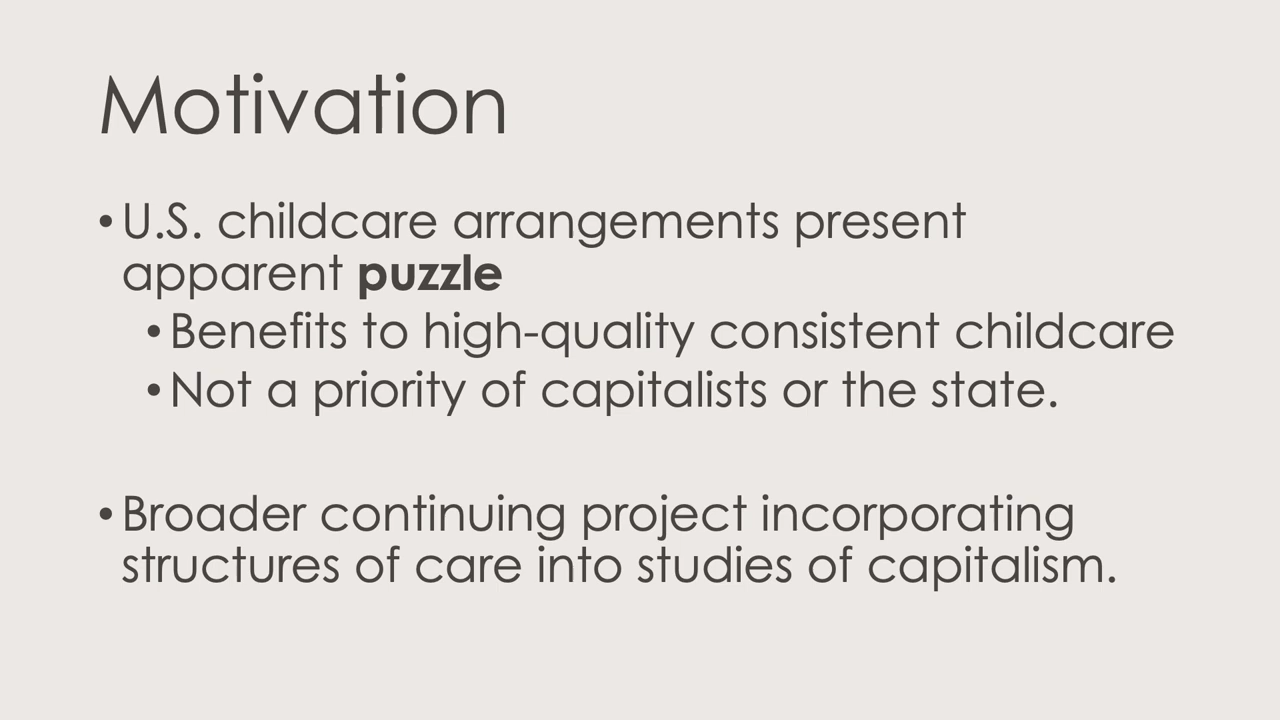 Motivation
• U.S. childcare arrangements present
apparent puzzle
• Benefits to high-quality consistent childcare
• Not a priority of capitalists or the state.
• Broader continuing project incorporating
structures of care into studies of capitalism.